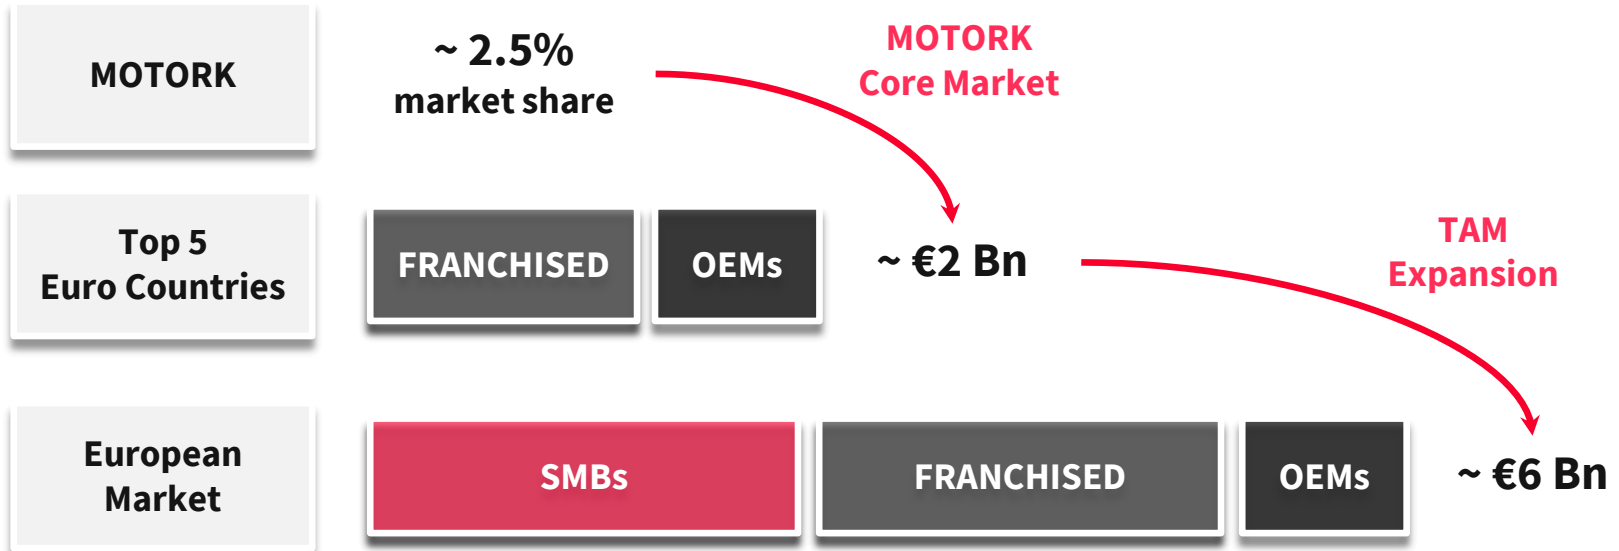 MOTORK
~ 2.5%
market share
MOTORK
Core Market
Top 5
Euro Countries
FRANCHISED
OEMs
~ €2 Bn
TAM
Expansion
European
Market
SMBs
FRANCHISED
OEMs
~ €6 Bn